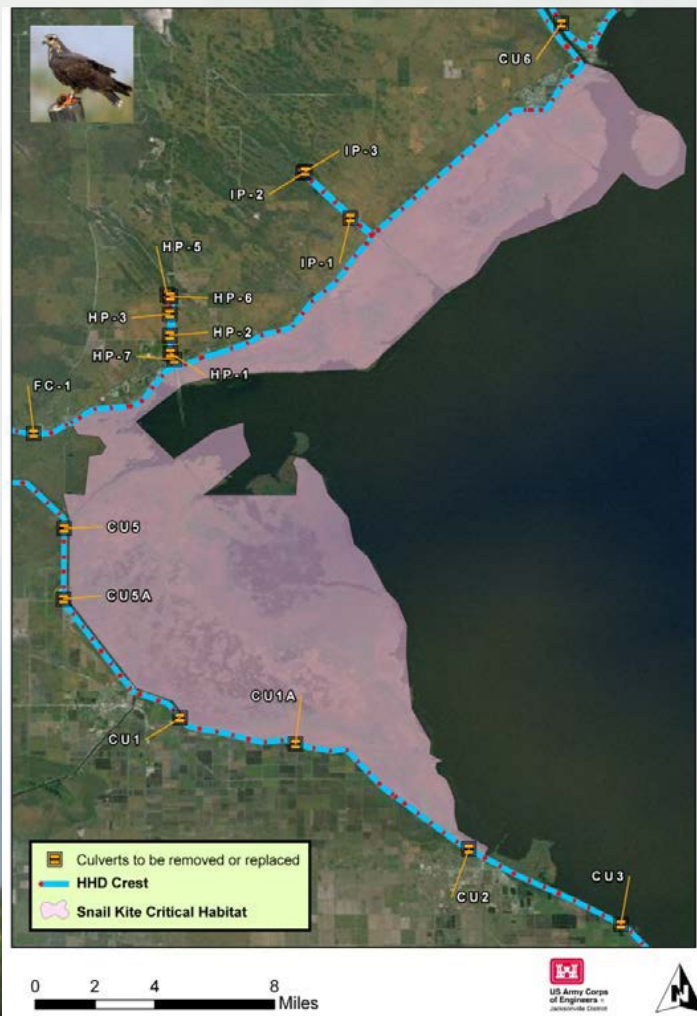 CU6
IP-3
IP-2
IP-1
HP-5
HP-6
HP-3
HP-2
HP-7
HP-1
FC-1
CU5
CU5A
CU1A
CU1
CU2
CU3
Culverts to be removed or replaced
HHD Crest
Snail Kite Critical Habitat
0 2 4 8 Miles
US Army Corps
of Engineers
Jacksonville District
N